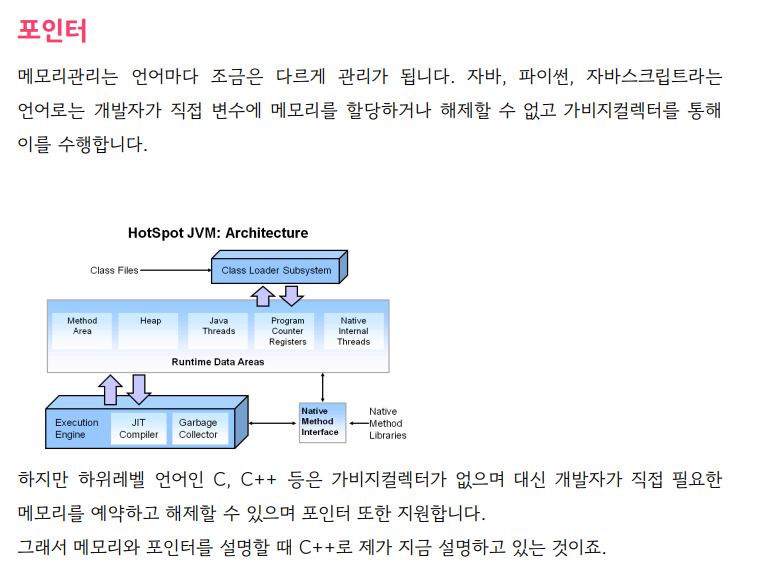 포인터
메모리관리는 언어마다 조금은 다르게 관리가 됩니다. 자바, 파이썬, 자바스크립트라는
언어로는 개발자가 직접 변수에 메모리를 할당하거나 해제할 수 없고 가비지컬렉터를 통해
이를 수행합니다.
HotSpot JVM: Architecture
Class Files
Class Loader Subsystem
Method
Area
Heap
Java
Threads
Program
Counter
Registers
Native
Internal
Threads
Runtime Data Areas
Execution
Engine
JIT
Compiler
Garbage
Collector
Native
Method
Interface
Native
Method
Libraries
하지만 하위레벨 언어인 C, C++ 등은 가비지컬렉터가 없으며 대신 개발자가 직접 필요한
메모리를 예약하고 해제할 수 있으며 포인터 또한 지원합니다.
그래서 메모리와 포인터를 설명할 때 C++로 제가 지금 설명하고 있는 것이죠.